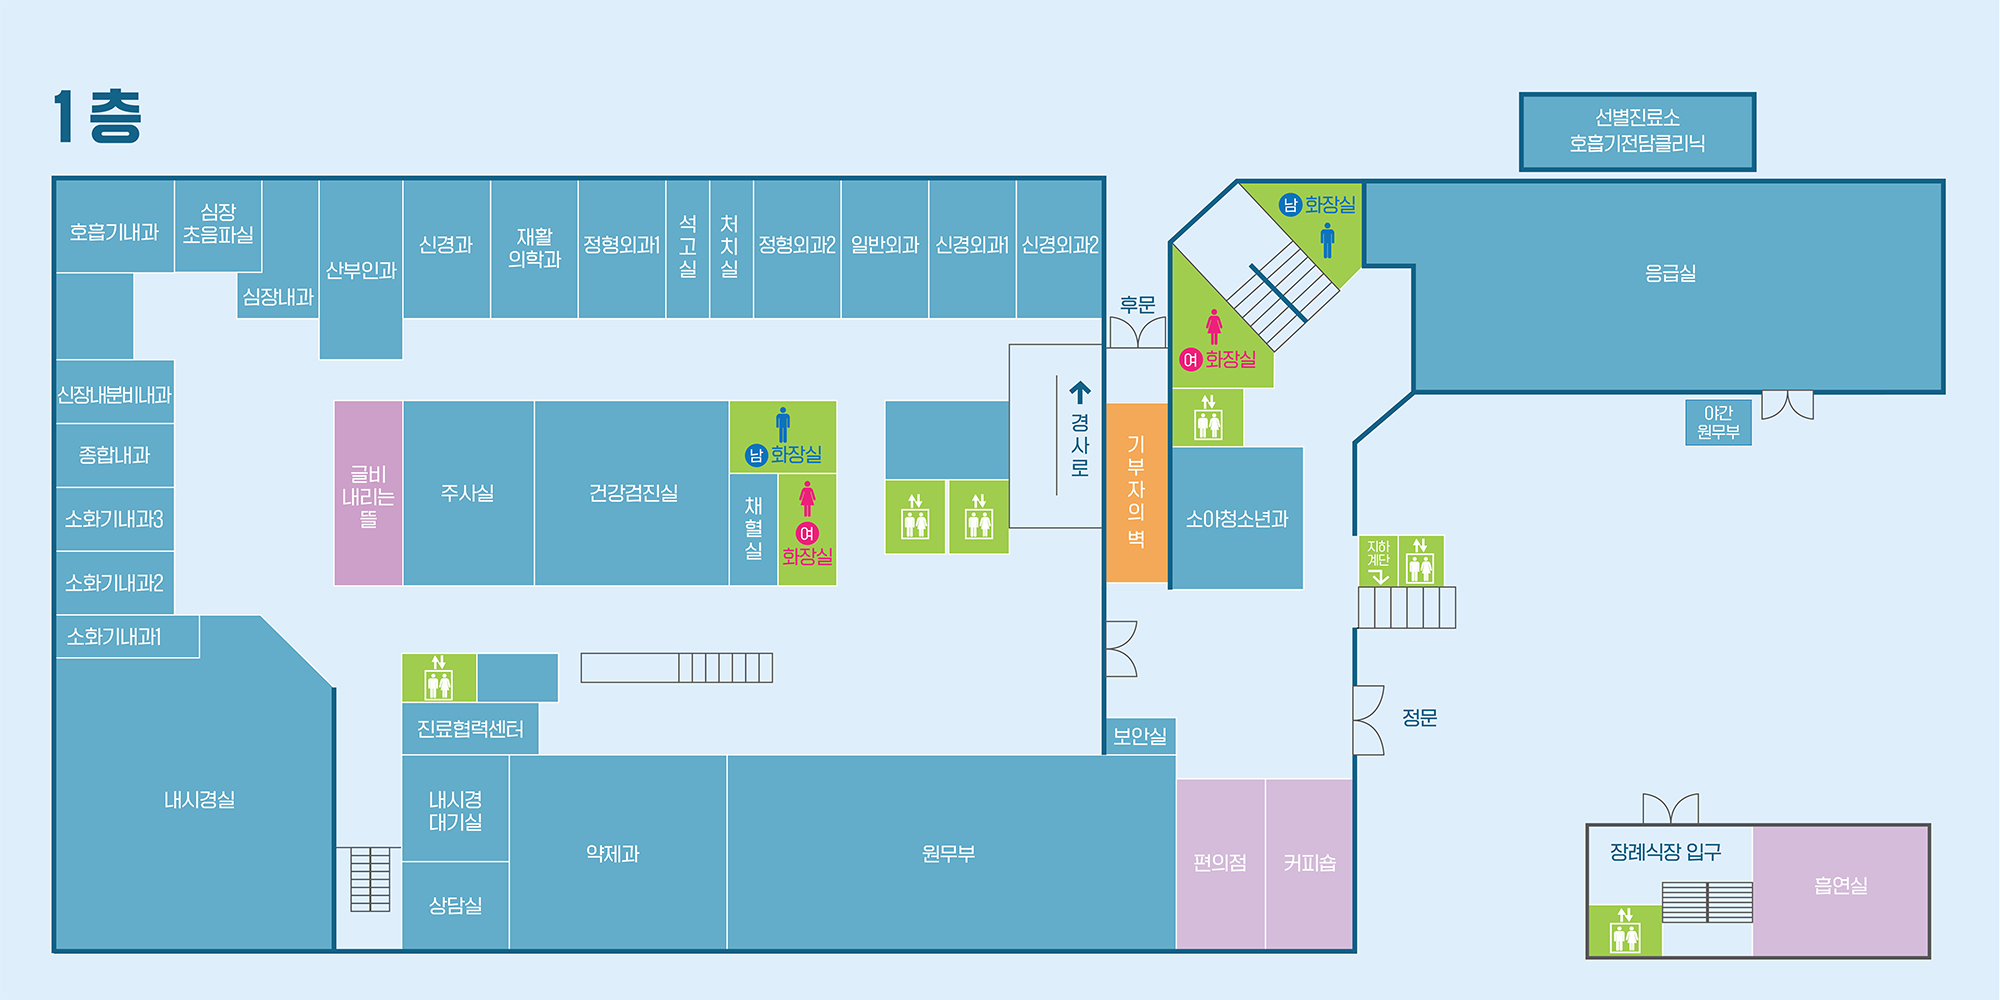 1층
선별진료소
호흡기전담클리닉
호흡기내과
심장
초음파실
심장내과
산부인과
신경과
재활
의학과
정형외과1
석고실
처치실
정형외과2
일반외과
신경외과1
신경외과2
후문
남 화장실
여 화장실
응급실
야간
원무부
신장내분비내과
종합내과
소화기내과3
소화기내과2
소화기내과1
글비
내리는
뜰
주사실
건강검진실
남 화장실
채혈실
여
화장실
경사로
기부자의 벽
소아청소년과
지하
계단
진료협력센터
보안실
정문
내시경실
내시경
대기실
상담실
약제과
원무부
편의점
커피숍
장례식장 입구
흡연실